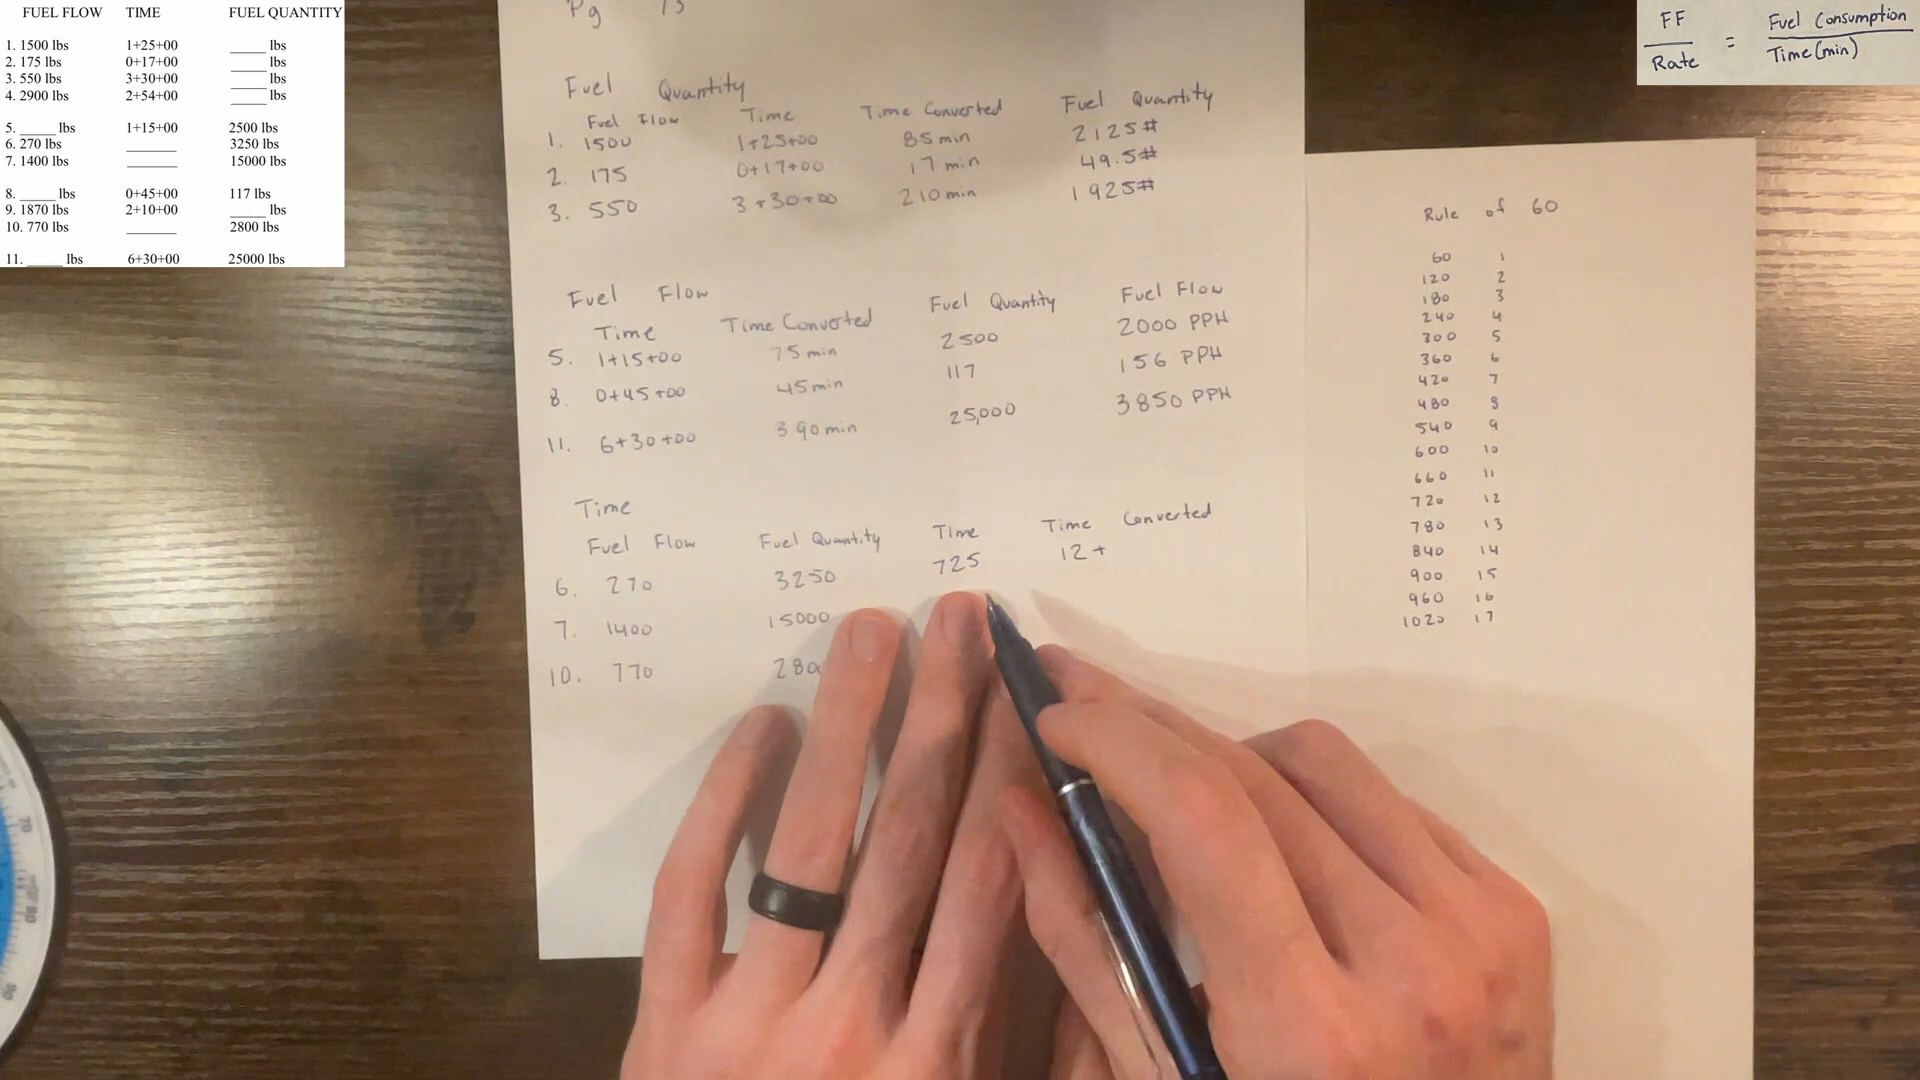 FUEL FLOW TIME FUEL QUANTITY
1. 1500 lbs 1+25+00 _____ lbs
2. 175 lbs 0+17+00 _____ lbs
3. 550 lbs 3+30+00 _____ lbs
4. 2900 lbs 2+54+00 _____ lbs
5. _____ lbs 1+15+00 2500 lbs
6. 270 lbs _______ 3250 lbs
7. 1400 lbs _______ 15000 lbs
8. _____ lbs 0+45+00 117 lbs
9. 1870 lbs 2+10+00 _____ lbs
10. 770 lbs _______ 2800 lbs
11. _____ lbs 6+30+00 25000 lbs
Pg
Fuel Quantity
Fuel Flow Time Time Converted Fuel Quantity
1. 1500 1+25+00 85 min 2125#
2. 175 0+17+00 17 min 49.5#
3. 550 3+30+00 210 min 1925#
Fuel Flow
Time Time Converted Fuel Quantity Fuel Flow
5. 1+15+00 75 min 2500 2000 PPH
8. 0+45+00 45 min 117 156 PPH
11. 6+30+00 390 min 25,000 3850 PPH
Time
Fuel Flow Fuel Quantity Time Time Converted
6. 270 3250 725 12+
7. 1400 15000
10. 770 280
FF = Fuel Consumption
Rate Time (min)
Rule of 60
60 1
120 2
180 3
240 4
300 5
360 6
420 7
480 8
540 9
600 10
660 11
720 12
780 13
840 14
900 15
960 16
1020 17
70
80
90